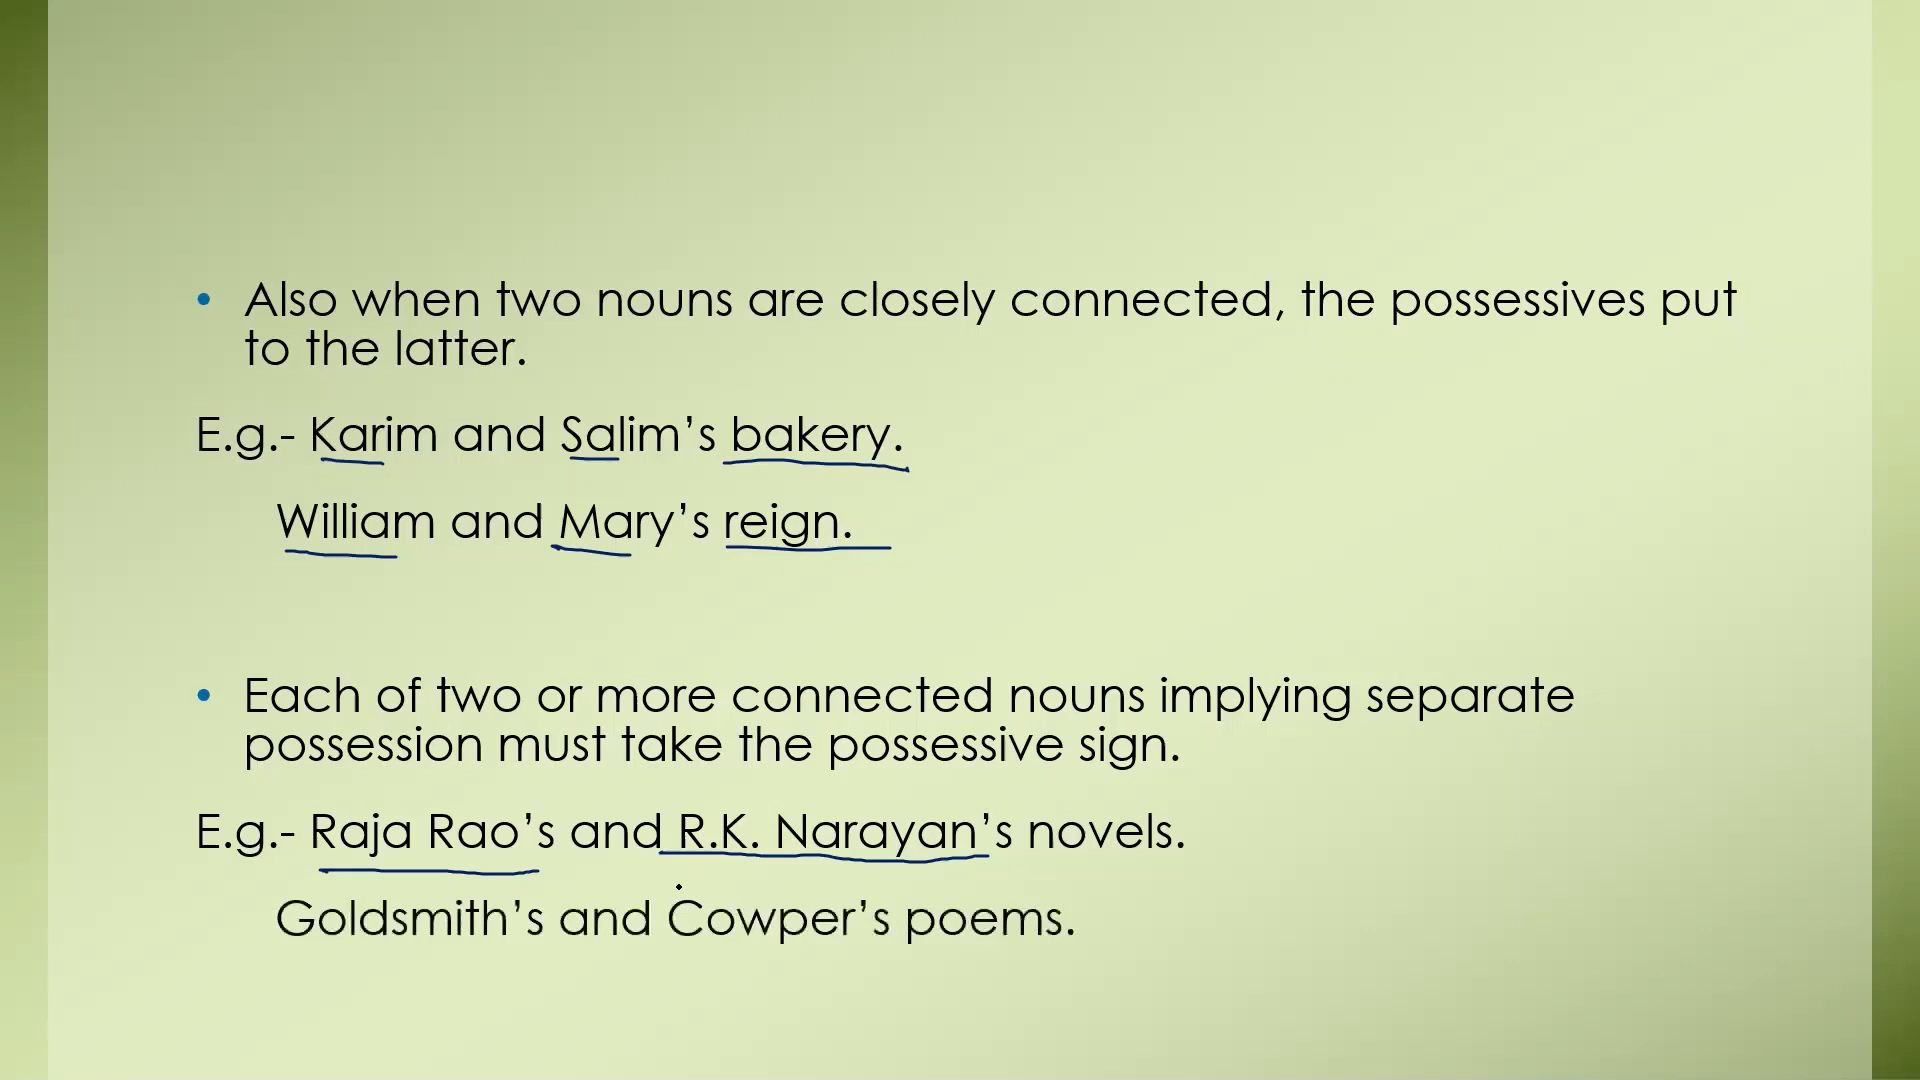 • Also when two nouns are closely connected, the possessives put
to the latter.
E.g.- Karim and Salim’s bakery.
William and Mary’s reign.
• Each of two or more connected nouns implying separate
possession must take the possessive sign.
E.g.- Raja Rao’s and R.K. Narayan’s novels.
Goldsmith’s and Cowper’s poems.